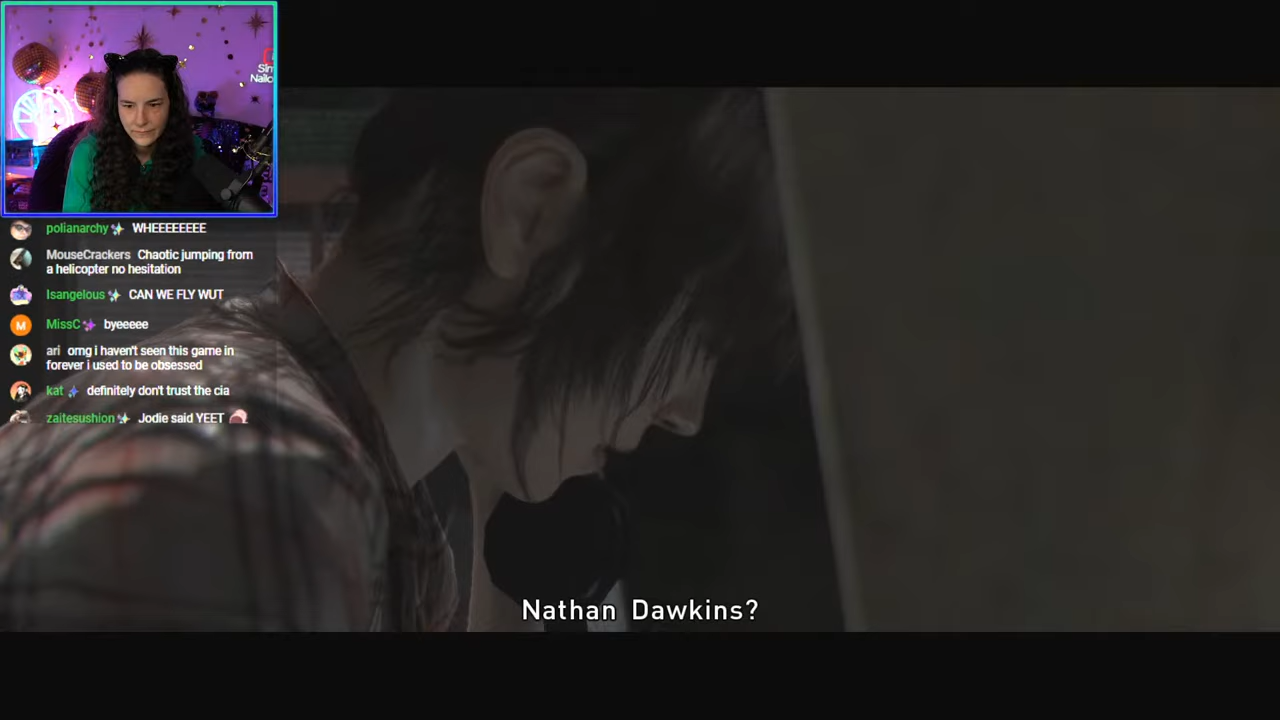 Sim
Nailo
polianarchy WHEEEEEEEE
MouseCrackers Chaotic jumping from
a helicopter no hesitation
Isangelous CAN WE FLY WUT
M MissC byeeeee
ari omg i haven't seen this game in
forever i used to be obsessed
kat definitely don't trust the cia
zaitesushion Jodie said YEET
Nathan Dawkins?